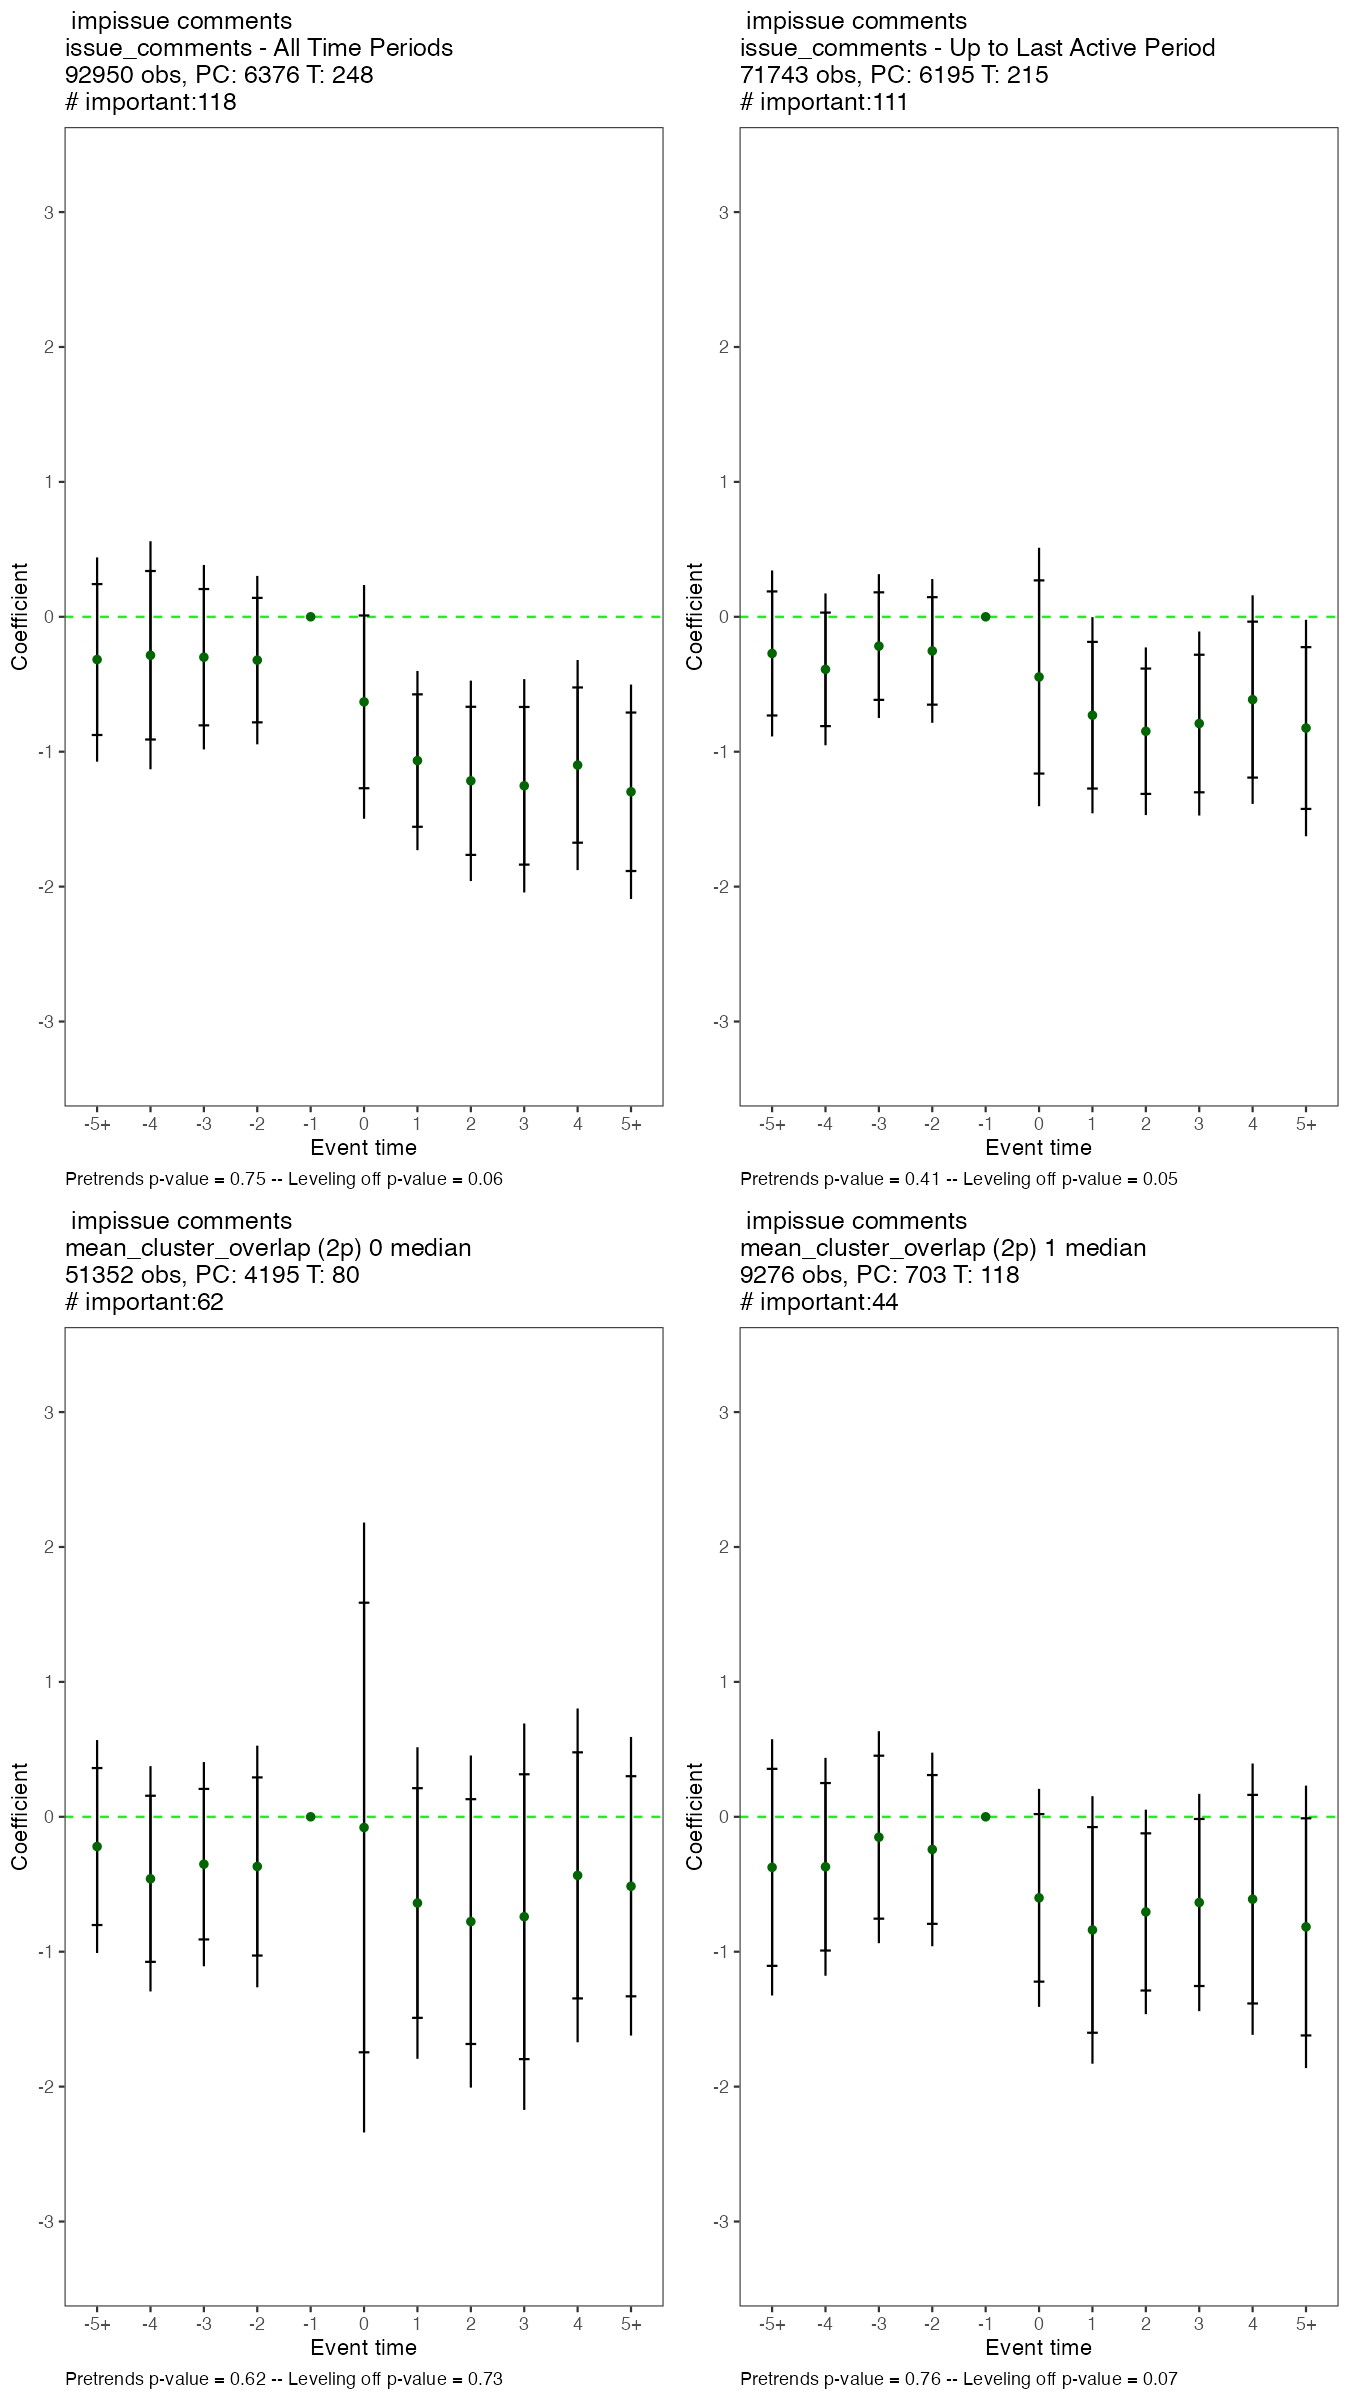 impissue comments
issue_comments - All Time Periods
92950 obs, PC: 6376 T: 248
# important:118
3
2
1
0
-1
-2
-3
Coefficient
-5+ -4 -3 -2 -1 0 1 2 3 4 5+
Event time
Pretrends p-value = 0.75 -- Leveling off p-value = 0.06
impissue comments
issue_comments - Up to Last Active Period
71743 obs, PC: 6195 T: 215
# important:111
3
2
1
0
-1
-2
-3
Coefficient
-5+ -4 -3 -2 -1 0 1 2 3 4 5+
Event time
Pretrends p-value = 0.41 -- Leveling off p-value = 0.05
impissue comments
mean_cluster_overlap (2p) 0 median
51352 obs, PC: 4195 T: 80
# important:62
3
2
1
0
-1
-2
-3
Coefficient
-5+ -4 -3 -2 -1 0 1 2 3 4 5+
Event time
Pretrends p-value = 0.62 -- Leveling off p-value = 0.73
impissue comments
mean_cluster_overlap (2p) 1 median
9276 obs, PC: 703 T: 118
# important:44
3
2
1
0
-1
-2
-3
Coefficient
-5+ -4 -3 -2 -1 0 1 2 3 4 5+
Event time
Pretrends p-value = 0.76 -- Leveling off p-value = 0.07